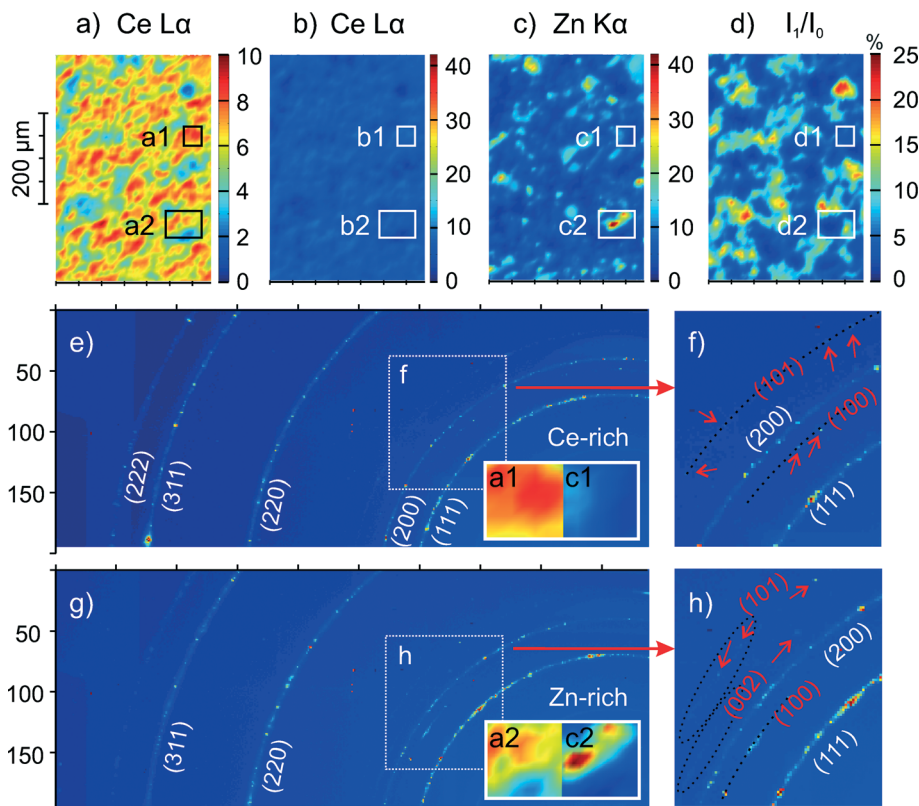 a) Ce Lα b) Ce Lα c) Zn Kα d) I₁/I₀
%
10 40 40 25
8 30 30 20
6 20 20 15
4 10 10 10
2 5
0 0 0 0
200 µm
a1 b1 c1 d1
a2 b2 c2 d2
e) f f)
50
100
150
(222) (311) (220) (200) (111)
Ce-rich
a1 c1
(101)
(200)
(100)
(111)
g) h h)
50
100
150
(311) (220)
Zn-rich
a2 c2
(101)
(200)
(002)
(100)
(111)